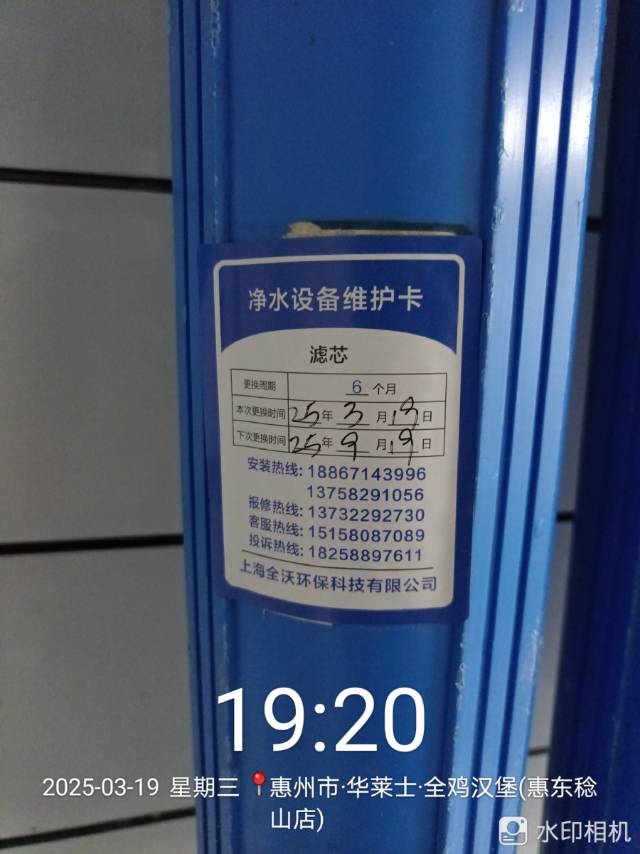 净水设备维护卡
滤芯
更换周期 6 个月
本次更换时间 25 年 3 月 19 日
下次更换时间 25 年 9 月 19 日
安装热线: 18867143996
13758291056
报修热线: 13732292730
客服热线: 15158087089
投诉热线: 18258897611
上海全沃环保科技有限公司
19:20
2025-03-19 星期三 📍惠州市·华莱士·全鸡汉堡(惠东稔
山店)
水印相机